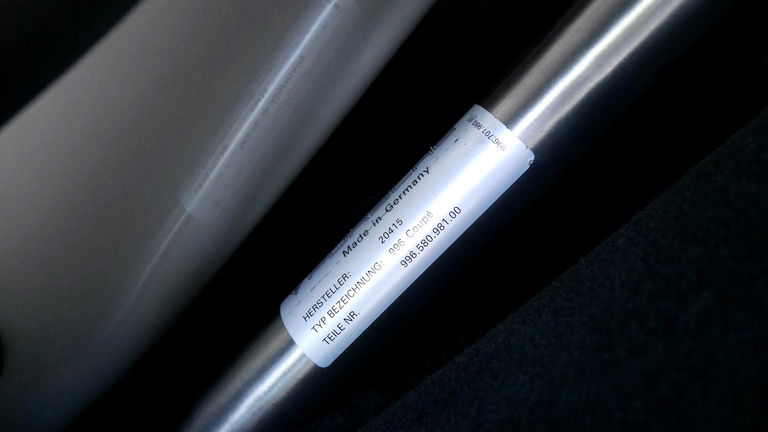 Made in Germany
HERSTELLER: 20415
TYP BEZEICHNUNG: 996 Coupé
TEILE NR. 996.580.981.00